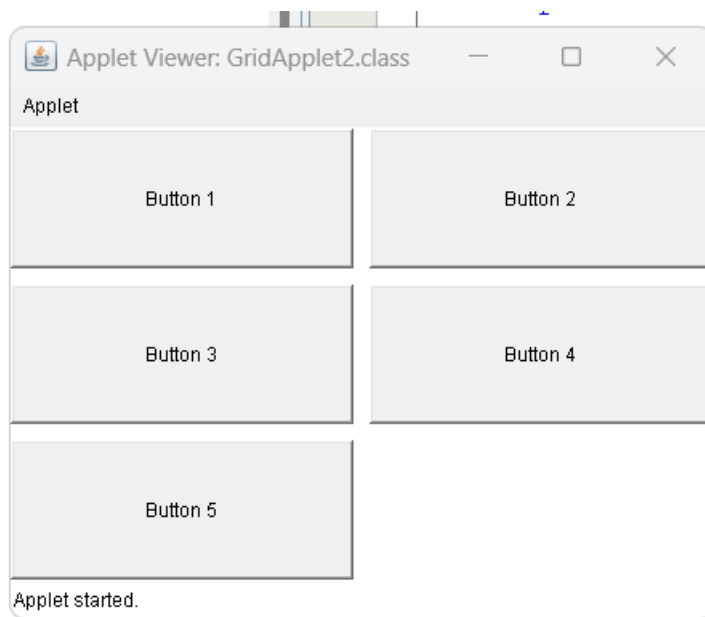 Applet Viewer: GridApplet2.class
Applet
Button 1
Button 2
Button 3
Button 4
Button 5
Applet started.